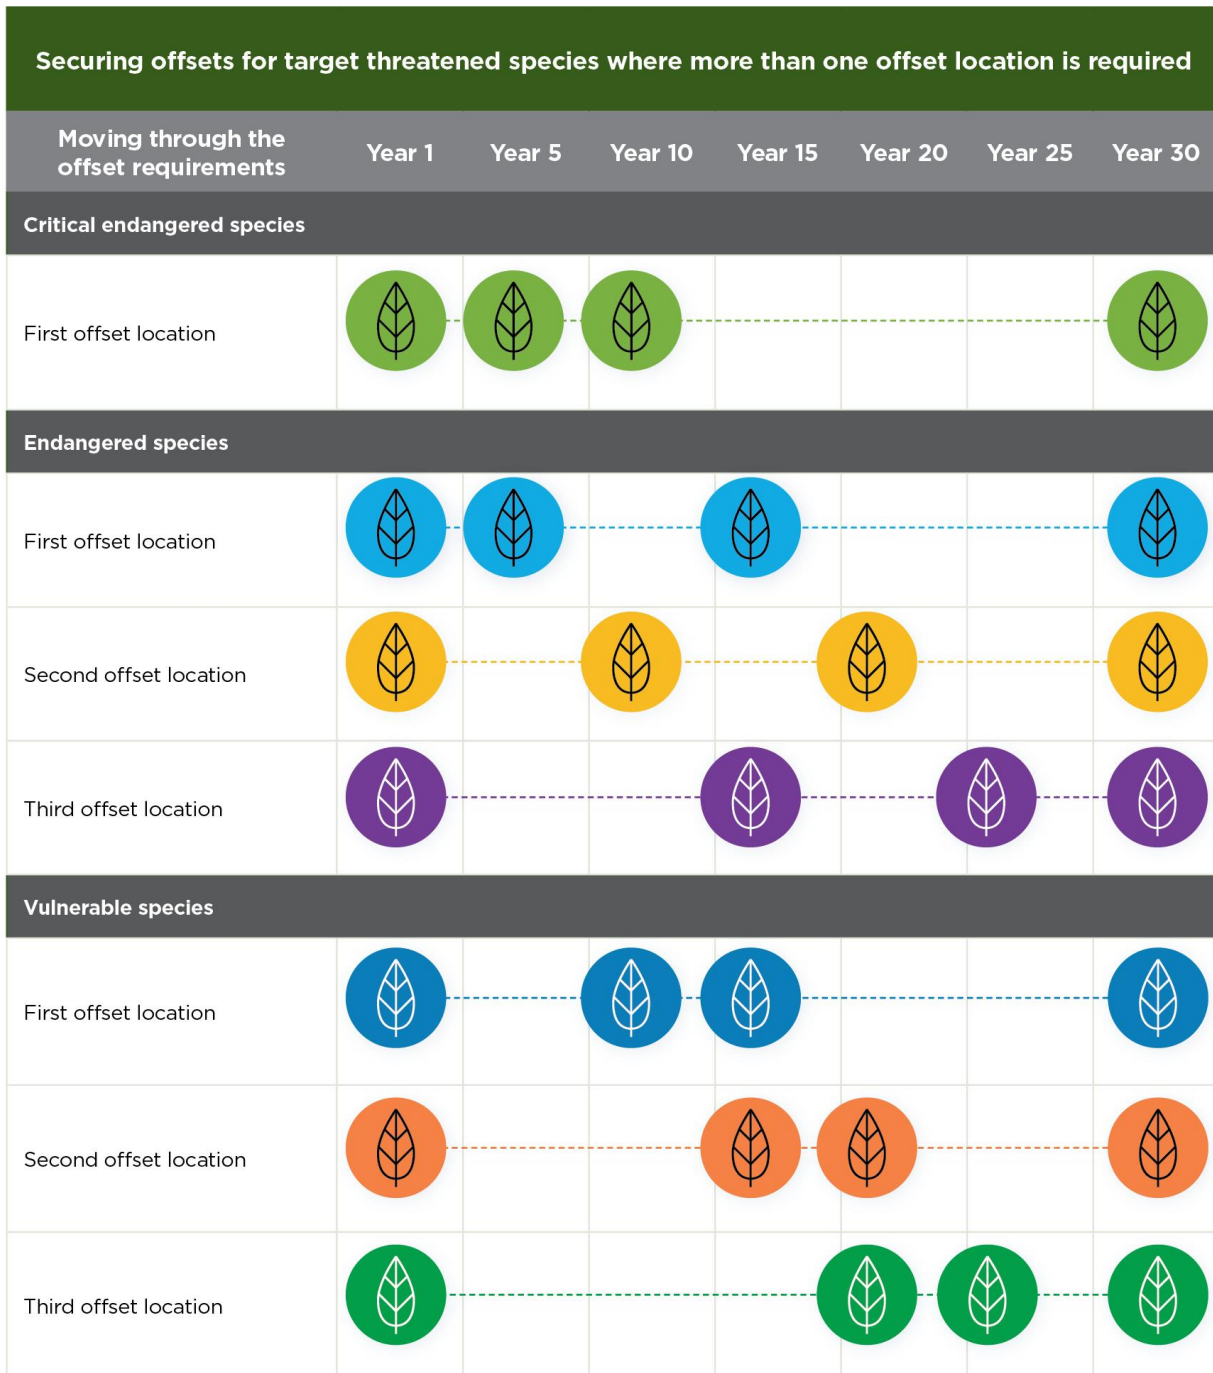 Securing offsets for target threatened species where more than one offset location is required
Moving through the
offset requirements
Year 1
Year 5
Year 10
Year 15
Year 20
Year 25
Year 30
Critical endangered species
First offset location
Endangered species
First offset location
Second offset location
Third offset location
Vulnerable species
First offset location
Second offset location
Third offset location